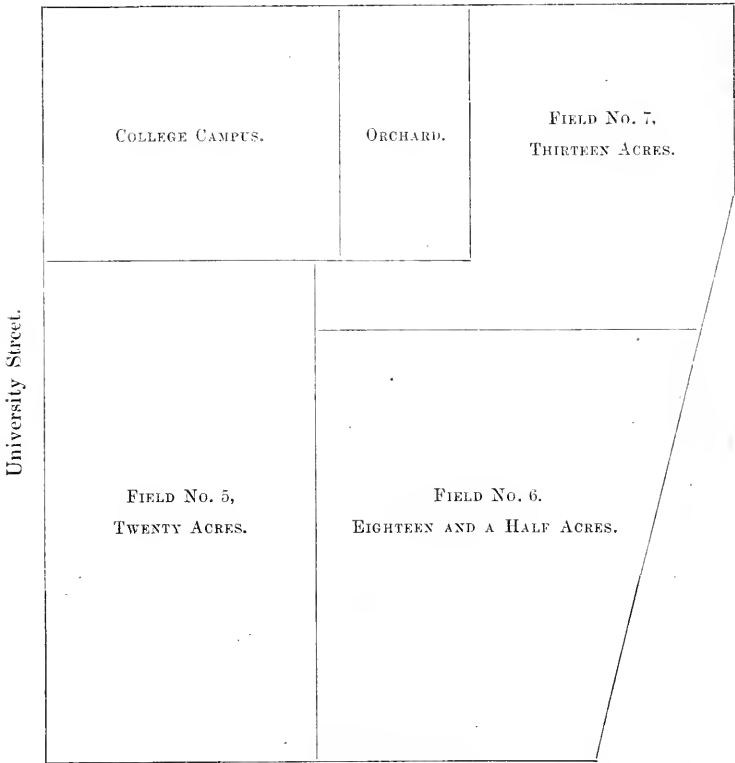 College Campus.
Orchard.
Field No. 7,
Thirteen Acres.
University Street.
Field No. 5,
Twenty Acres.
Field No. 6.
Eighteen and a Half Acres.